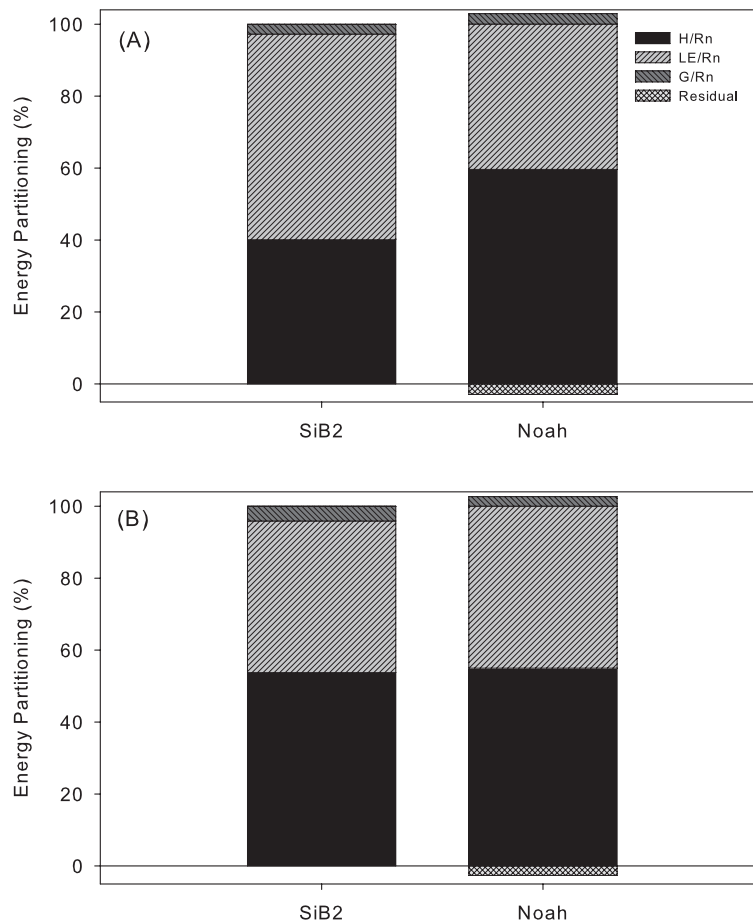 (A)
100
80
60
40
20
0
Energy Partitioning (%)
H/Rn
LE/Rn
G/Rn
Residual
SiB2 Noah
(B)
100
80
60
40
20
0
Energy Partitioning (%)
SiB2 Noah